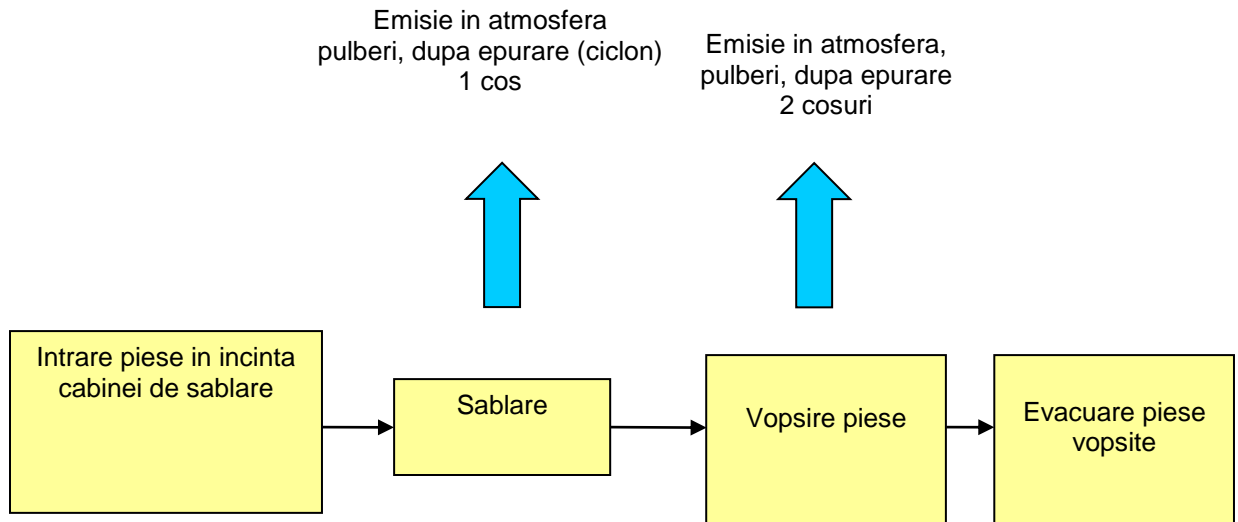 Emisie in atmosfera
pulberi, dupa epurare (ciclon)
1 cos
Emisie in atmosfera,
pulberi, dupa epurare
2 cosuri
Intrare piese in incinta
cabinei de sablare
Sablare
Vopsire piese
Evacuare piese
vopsite